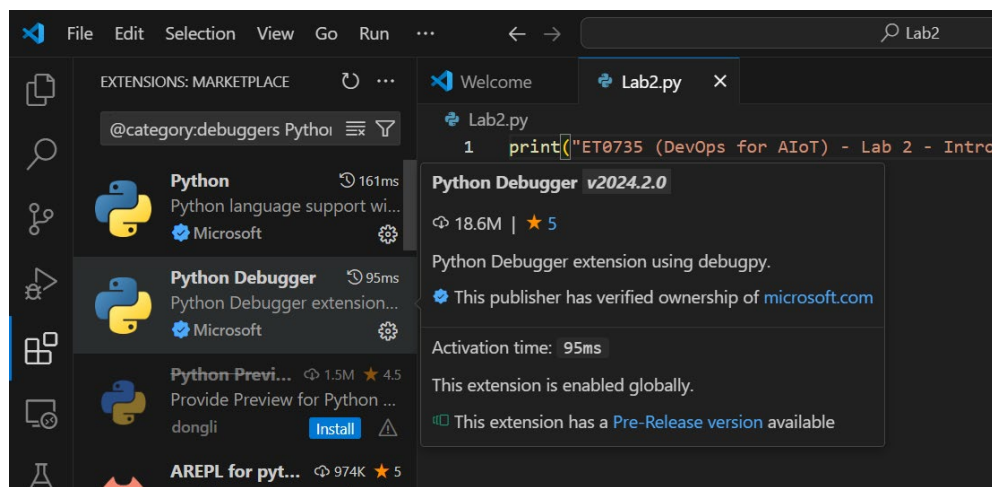 File Edit Selection View Go Run ··· ← → Lab2
EXTENSIONS: MARKETPLACE ···
@category:debuggers Pytho
Python 161ms
Python language support wi...
Microsoft
Python Debugger 95ms
Python Debugger extension...
Microsoft
Python Previ... 1.5M ★ 4.5
Provide Preview for Python ...
dongli Install
AREPL for pyt... 974K ★ 5
Welcome Lab2.py ×
Lab2.py
1 print("ET0735 (DevOps for AIoT) - Lab 2 - Intro
Python Debugger v2024.2.0
18.6M | ★ 5
Python Debugger extension using debugpy.
This publisher has verified ownership of microsoft.com
Activation time: 95ms
This extension is enabled globally.
This extension has a Pre-Release version available